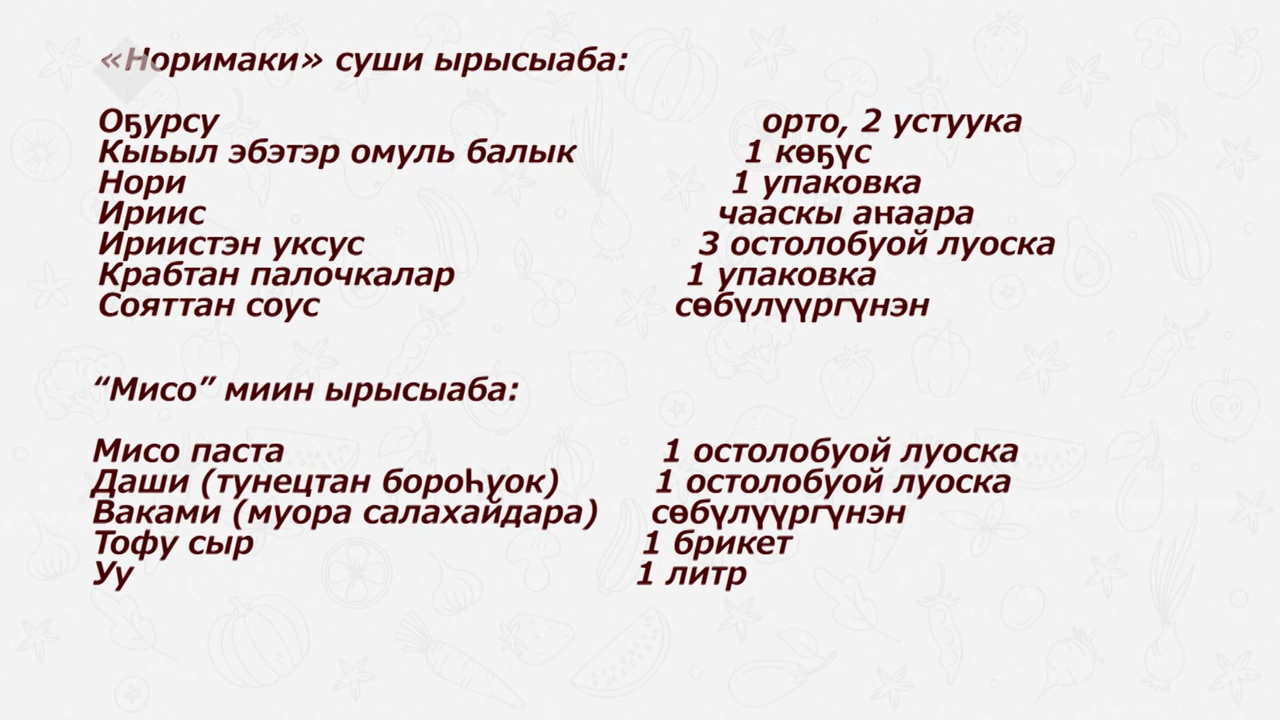 «Норимаки» суши ырысыаба:
Оҕурсу орто, 2 устуука
Кыьыл эбэтэр омуль балык 1 көҕүс
Нори 1 упаковка
Ириис чааскы аҥаара
Ириистэн уксус 3 остолобуой луоска
Крабтан палочкалар 1 упаковка
Сояттан соус сөбүлүүргүнэн
“Мисо” миин ырысыаба:
Мисо паста 1 остолобуой луоска
Даши (тунецтан бороһуок) 1 остолобуой луоска
Ваками (муора салахайдара) сөбүлүүргүнэн
Тофу сыр 1 брикет
Уу 1 литр